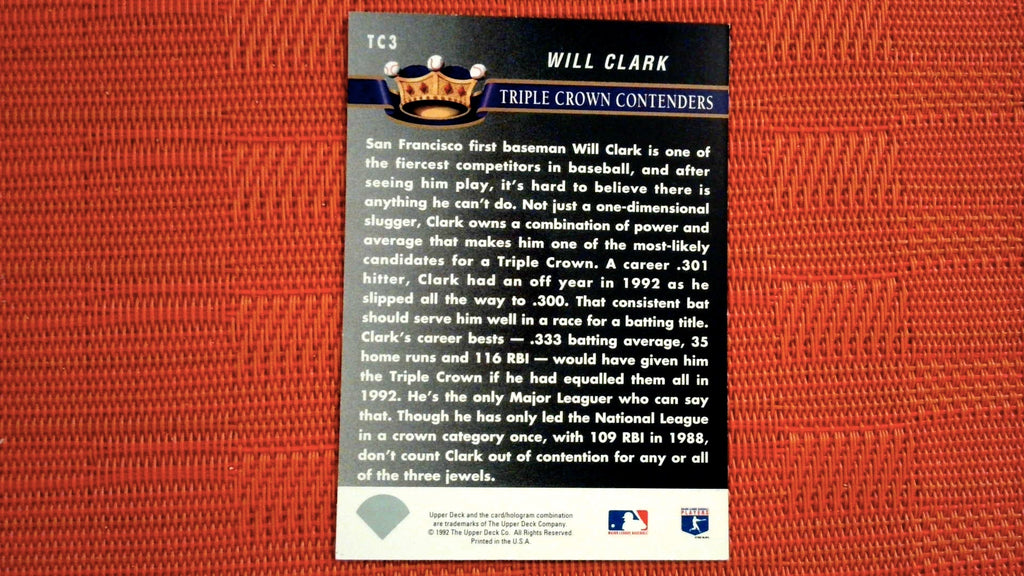 TC3
WILL CLARK
TRIPLE CROWN CONTENDERS
San Francisco first baseman Will Clark is one of
the fiercest competitors in baseball, and after
seeing him play, it's hard to believe there is
anything he can't do. Not just a one-dimensional
slugger, Clark owns a combination of power and
average that makes him one of the most-likely
candidates for a Triple Crown. A career .301
hitter, Clark had an off year in 1992 as he
slipped all the way to .300. That consistent bat
should serve him well in a race for a batting title.
Clark's career bests — .333 batting average, 35
home runs and 116 RBI — would have given him
the Triple Crown if he had equalled them all in
1992. He's the only Major Leaguer who can say
that. Though he has only led the National League
in a crown category once, with 109 RBI in 1988,
don't count Clark out of contention for any or all
of the three jewels.
Upper Deck and the card/hologram combination
are trademarks of The Upper Deck Company.
© 1992 The Upper Deck Co. All Rights Reserved
Printed in the U.S.A.
MAJOR LEAGUE BASEBALL
PLAYERS